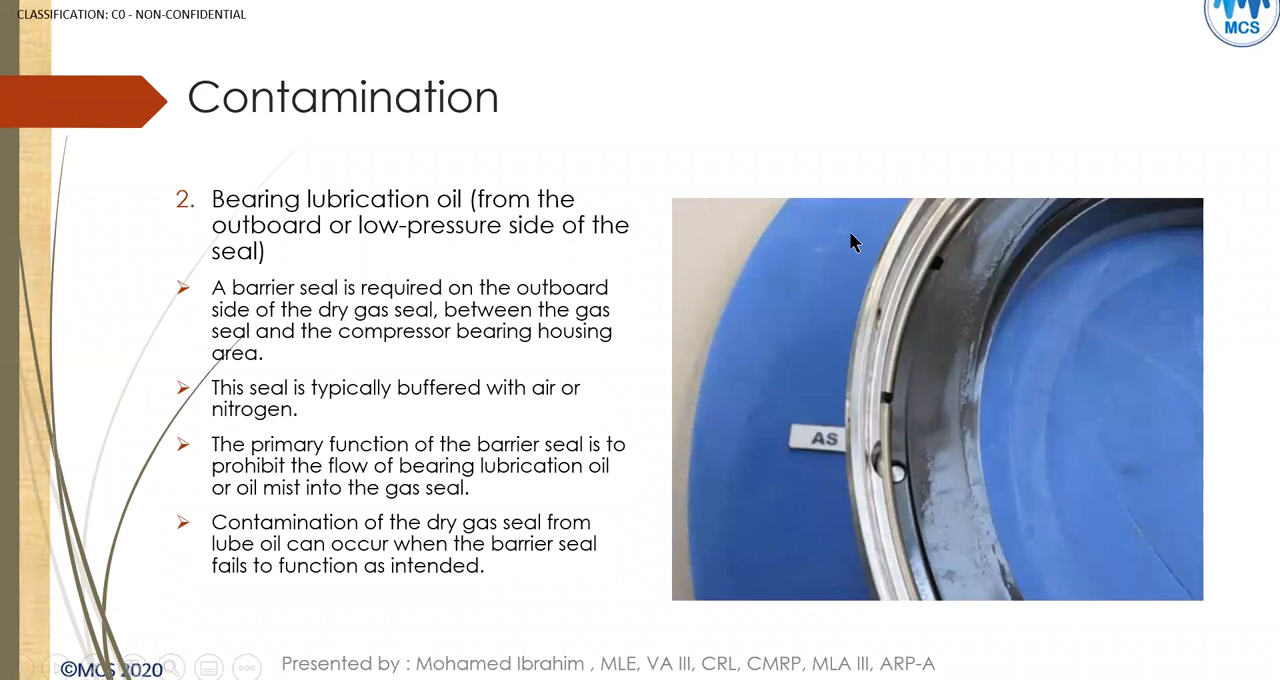 CLASSIFICATION: C0 - NON-CONFIDENTIAL
MCS
Contamination
2. Bearing lubrication oil (from the
outboard or low-pressure side of the
seal)
A barrier seal is required on the outboard
side of the dry gas seal, between the gas
seal and the compressor bearing housing
area.
This seal is typically buffered with air or
nitrogen.
The primary function of the barrier seal is to
prohibit the flow of bearing lubrication oil
or oil mist into the gas seal.
Contamination of the dry gas seal from
lube oil can occur when the barrier seal
fails to function as intended.
AS
©MCS 2020
Presented by : Mohamed Ibrahim , MLE, VA III, CRL, CMRP, MLA III, ARP-A